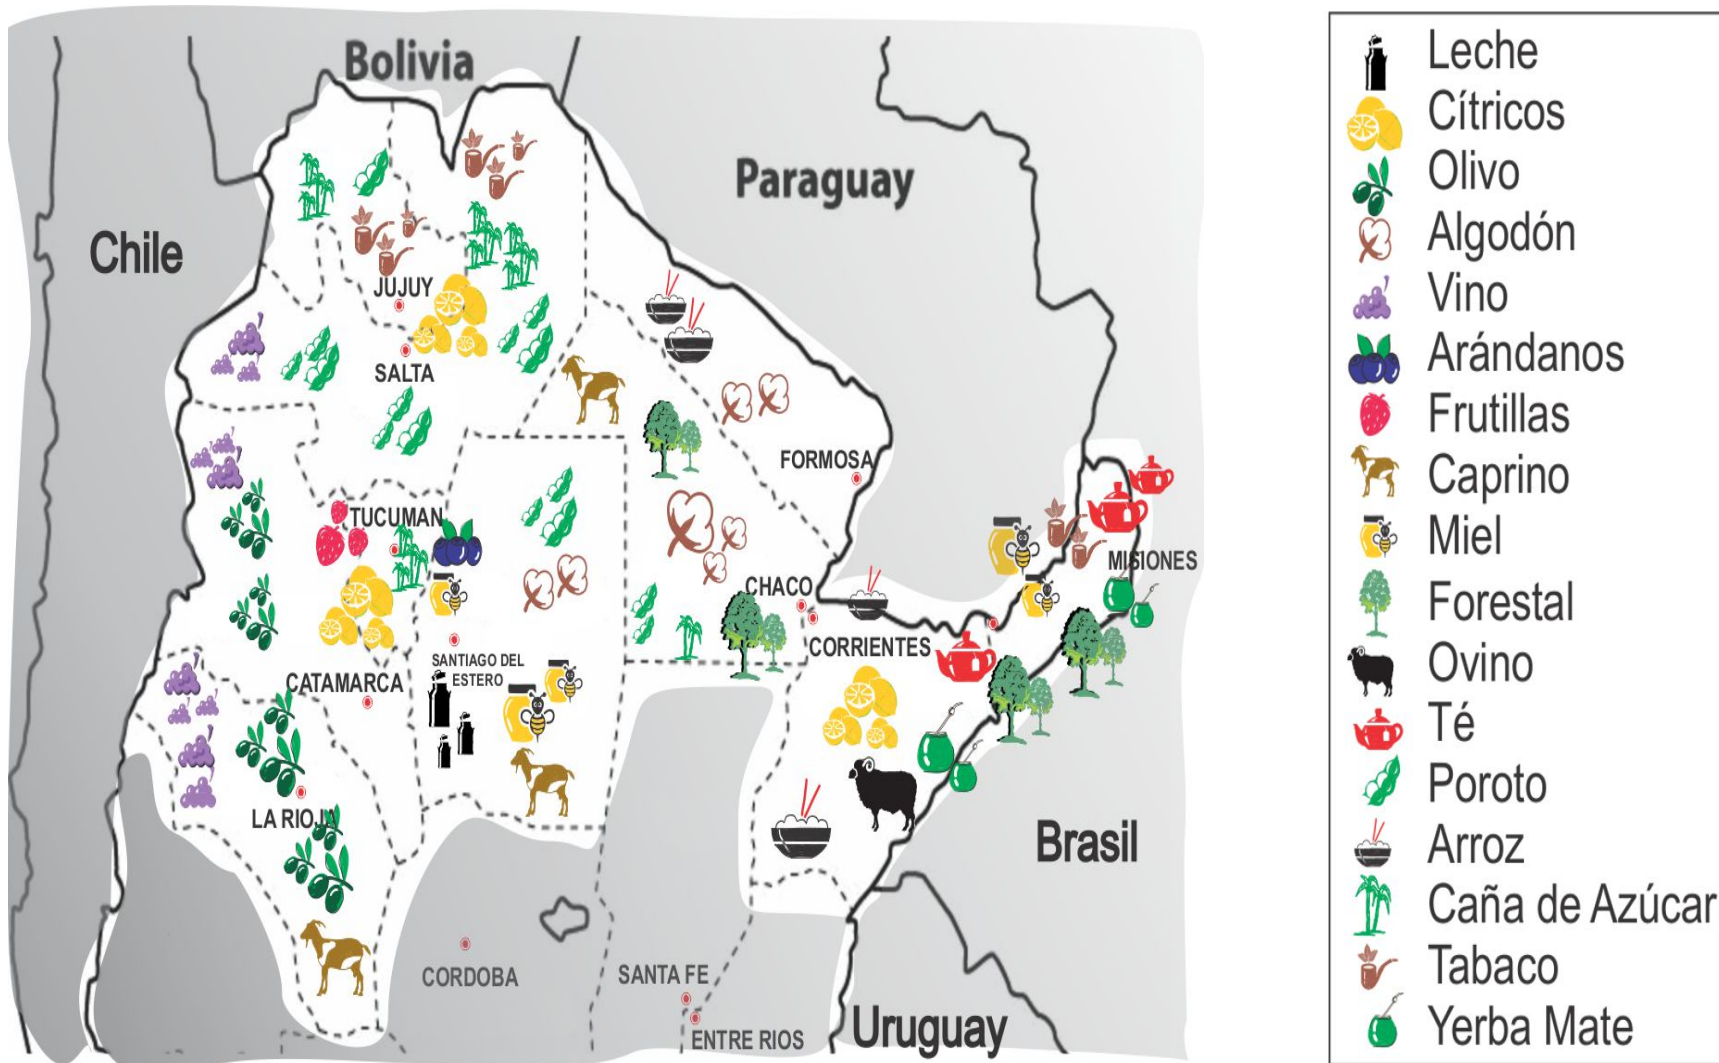 Bolivia
Paraguay
Chile
JUJUY
SALTA
FORMOSA
TUCUMAN
MISIONES
CHACO
CORRIENTES
SANTIAGO DEL
ESTERO
CATAMARCA
LA RIOJA
Brasil
CORDOBA
SANTA FE
ENTRE RIOS
Uruguay
Leche
Cítricos
Olivo
Algodón
Vino
Arándanos
Frutillas
Caprino
Miel
Forestal
Ovino
Té
Poroto
Arroz
Caña de Azúcar
Tabaco
Yerba Mate